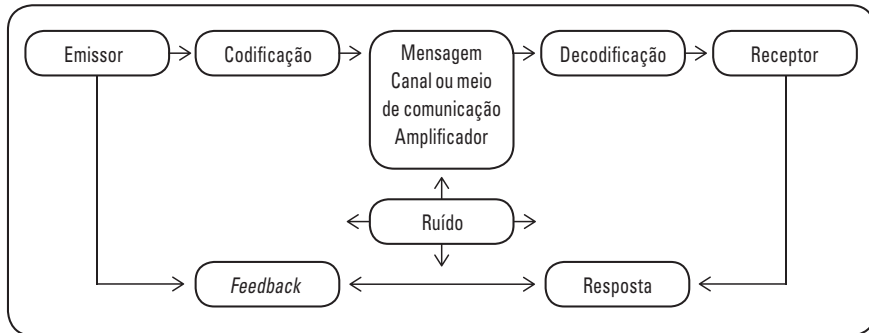 Emissor
Codificação
Mensagem
Canal ou meio
de comunicação
Amplificador
Decodificação
Receptor
Ruído
Feedback
Resposta